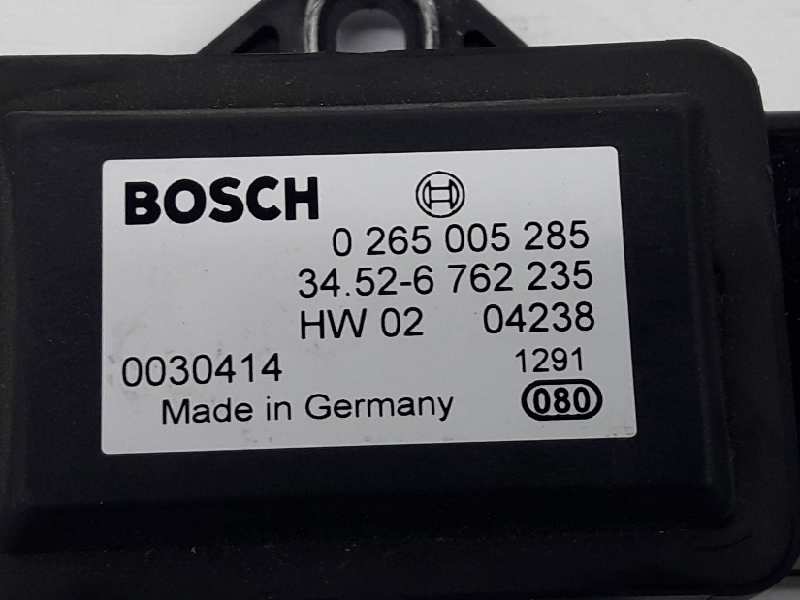 BOSCH
0 265 005 285
34.52-6 762 235
HW 02 04238
0030414 1291
Made in Germany 080